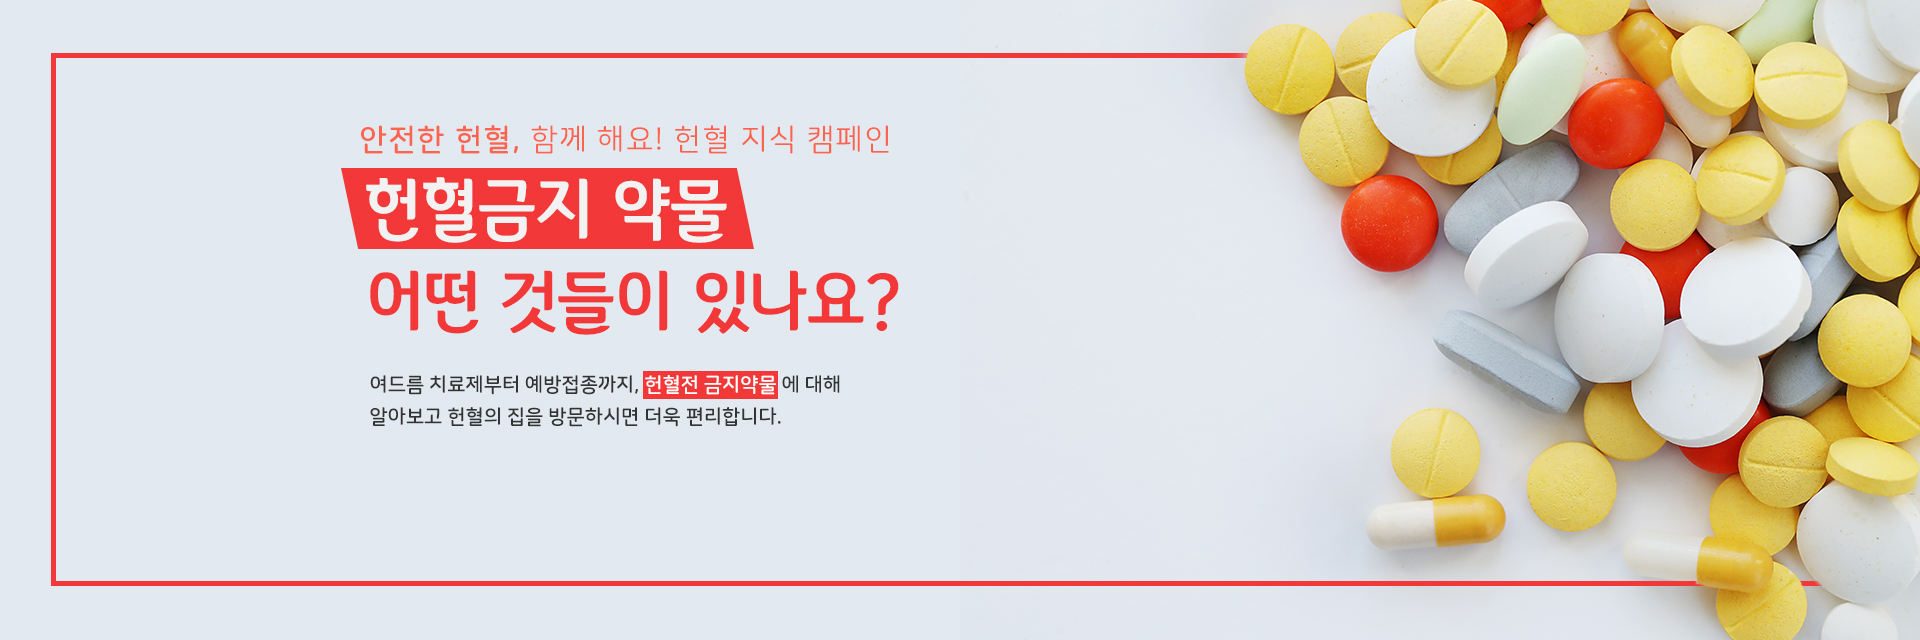 안전한 헌혈, 함께 해요! 헌혈 지식 캠페인
헌혈금지 약물
어떤 것들이 있나요?
여드름 치료제부터 예방접종까지, 헌혈전 금지약물 에 대해
알아보고 헌혈의 집을 방문하시면 더욱 편리합니다.